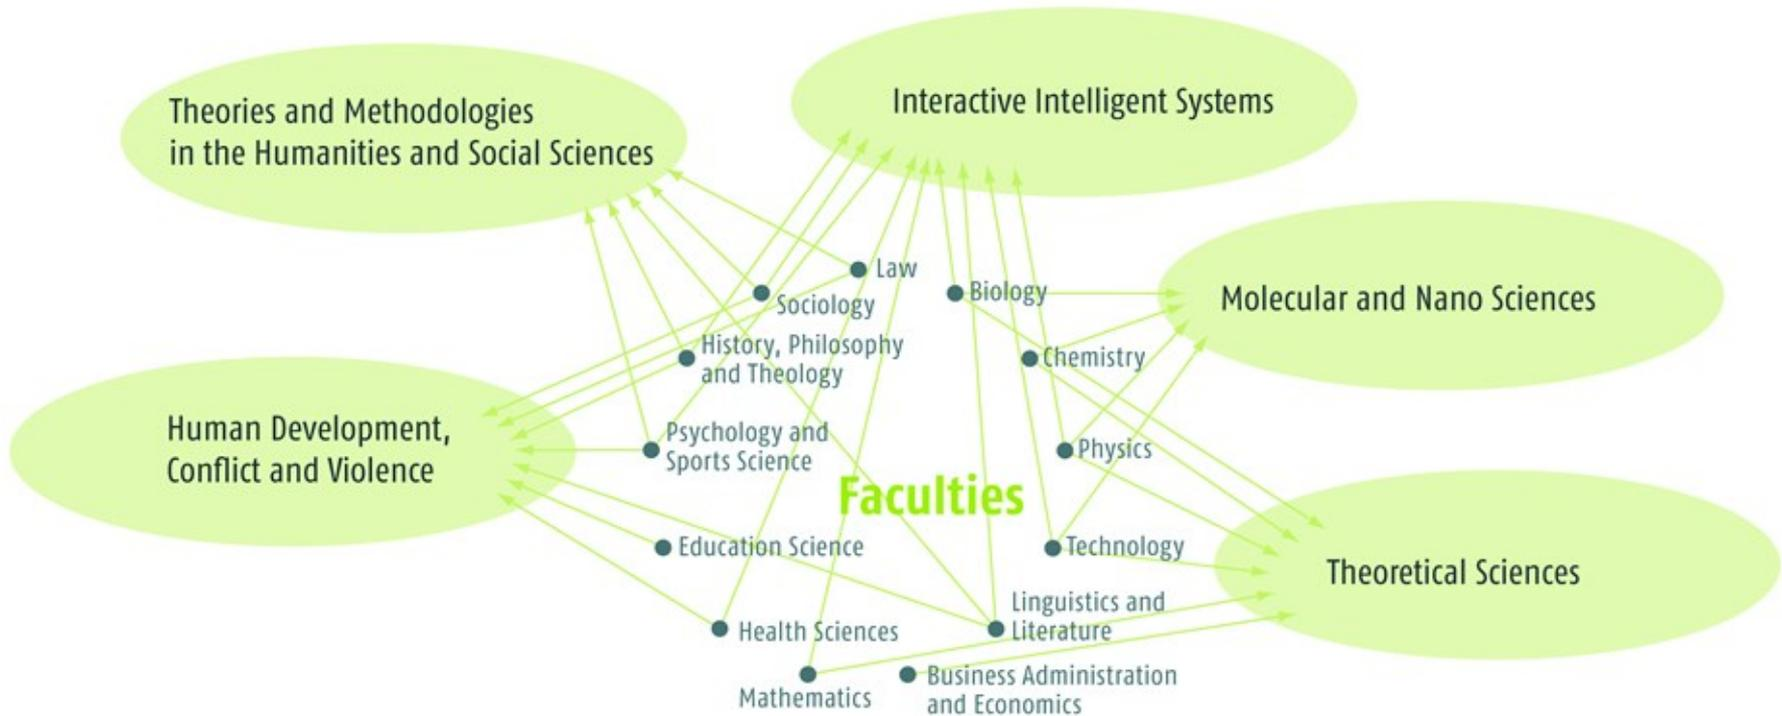 Theories and Methodologies
in the Humanities and Social Sciences
Interactive Intelligent Systems
Law
Sociology
Biology
Molecular and Nano Sciences
History, Philosophy
and Theology
Chemistry
Human Development,
Conflict and Violence
Psychology and
Sports Science
Physics
Faculties
Education Science
Technology
Theoretical Sciences
Linguistics and
Literature
Health Sciences
Mathematics
Business Administration
and Economics